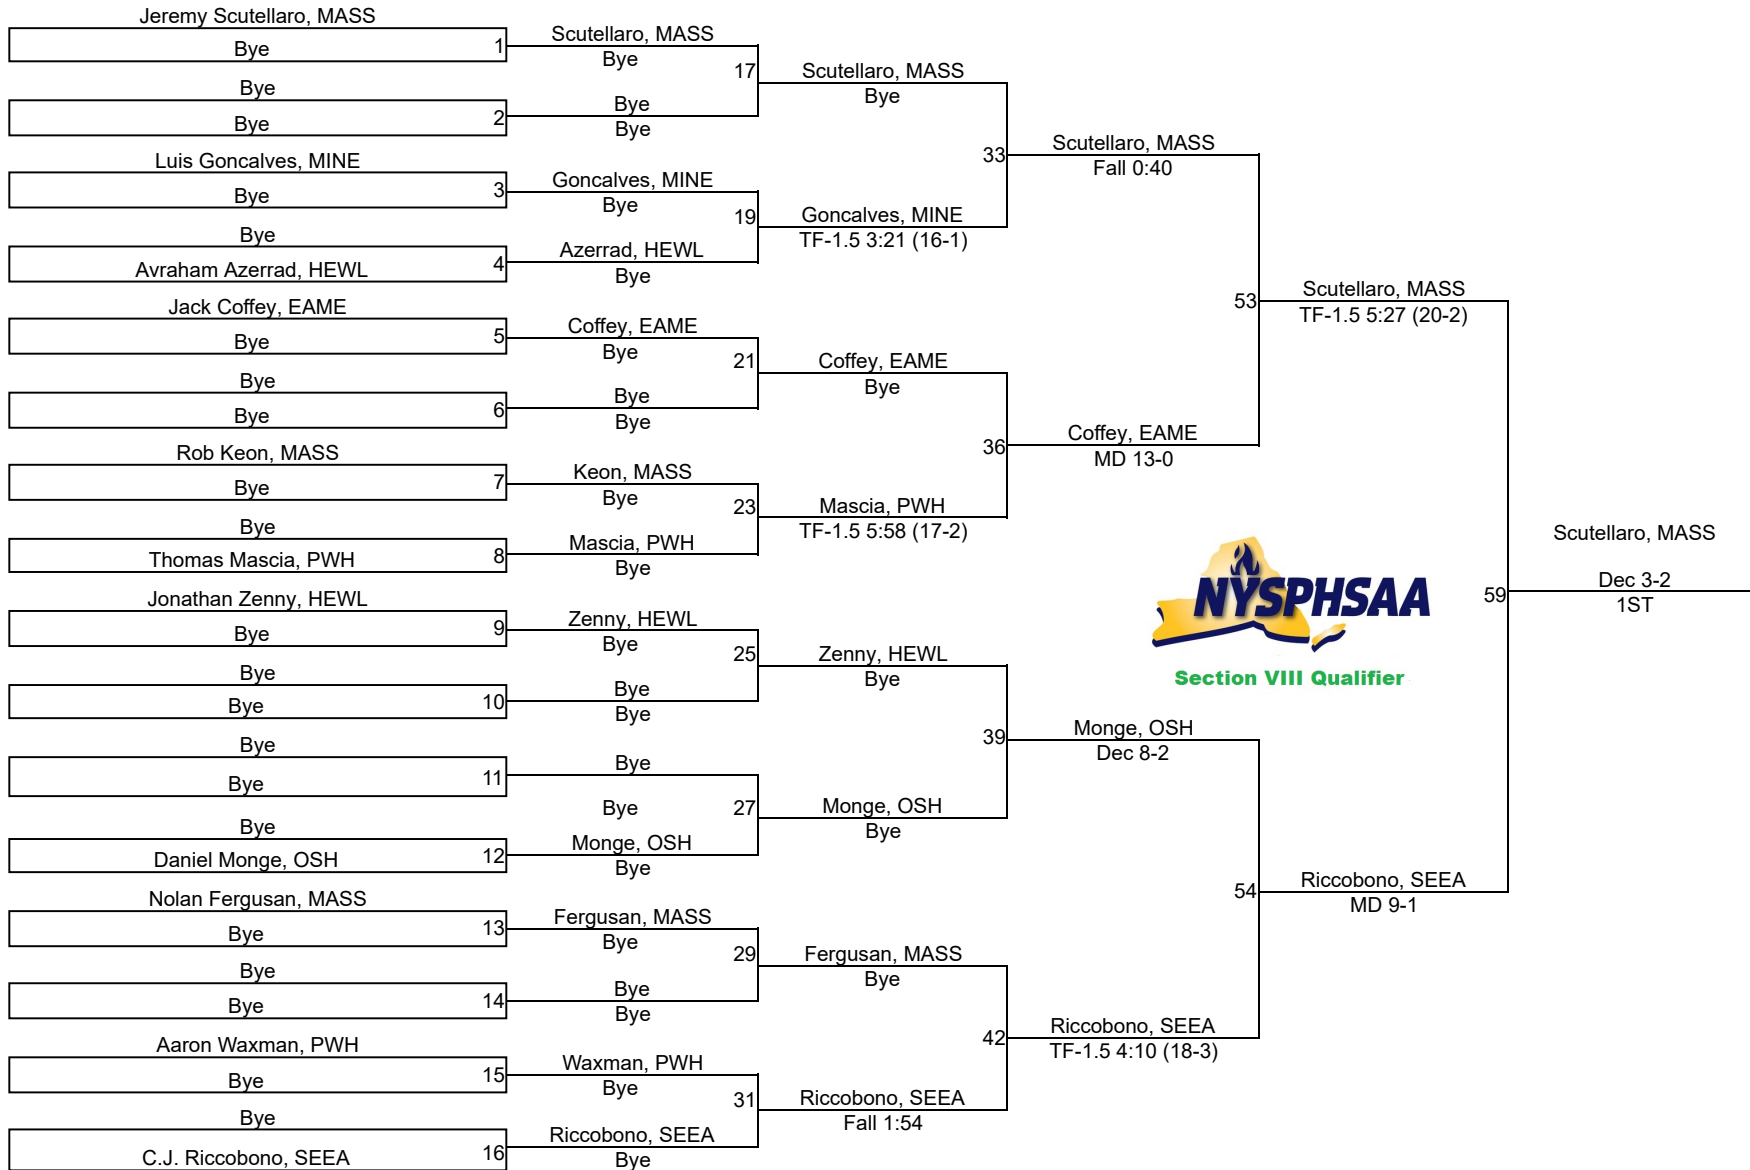 Jeremy Scutellaro, MASS
Bye
1
Bye
Bye
2
Luis Goncalves, MINE
Bye
3
Bye
Avraham Azerrad, HEWL
4
Jack Coffey, EAME
Bye
5
Bye
Bye
6
Rob Keon, MASS
Bye
7
Bye
Thomas Mascia, PWH
8
Jonathan Zenny, HEWL
Bye
9
Bye
Bye
10
Bye
Bye
11
Bye
Daniel Monge, OSH
12
Nolan Fergusan, MASS
Bye
13
Bye
Bye
14
Aaron Waxman, PWH
Bye
15
Bye
C.J. Riccobono, SEEA
16
Scutellaro, MASS
Bye
17
Bye
Bye
Goncalves, MINE
Bye
19
Azerrad, HEWL
Bye
Coffey, EAME
Bye
21
Bye
Bye
Keon, MASS
Bye
23
Mascia, PWH
Bye
Zenny, HEWL
Bye
25
Bye
Bye
Bye
Bye
27
Monge, OSH
Bye
Fergusan, MASS
Bye
29
Bye
Bye
Waxman, PWH
Bye
31
Riccobono, SEEA
Bye
Scutellaro, MASS
Bye
33
Goncalves, MINE
TF-1.5 3:21 (16-1)
Coffey, EAME
Bye
36
Mascia, PWH
TF-1.5 5:58 (17-2)
Zenny, HEWL
Bye
39
Monge, OSH
Bye
Fergusan, MASS
Bye
42
Riccobono, SEEA
Fall 1:54
Scutellaro, MASS
Fall 0:40
53
Coffey, EAME
MD 13-0
Monge, OSH
Dec 8-2
54
Riccobono, SEEA
TF-1.5 4:10 (18-3)
Scutellaro, MASS
TF-1.5 5:27 (20-2)
59
Riccobono, SEEA
MD 9-1
Scutellaro, MASS
Dec 3-2
1ST
NYSPHSAA
Section VIII Qualifier